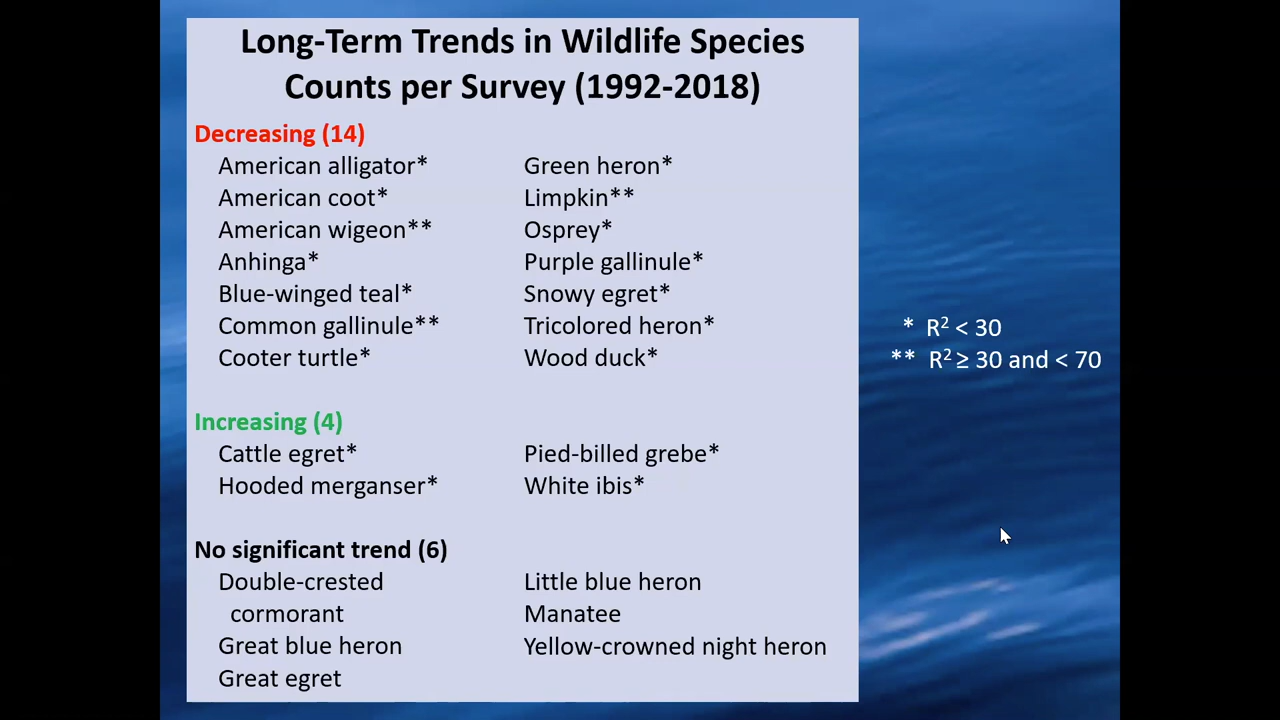 Long-Term Trends in Wildlife Species
Counts per Survey (1992-2018)
Decreasing (14)
American alligator*
American coot*
American wigeon**
Anhinga*
Blue-winged teal*
Common gallinule**
Cooter turtle*
Green heron*
Limpkin**
Osprey*
Purple gallinule*
Snowy egret*
Tricolored heron*
Wood duck*
Increasing (4)
Cattle egret*
Hooded merganser*
Pied-billed grebe*
White ibis*
No significant trend (6)
Double-crested
cormorant
Great blue heron
Great egret
Little blue heron
Manatee
Yellow-crowned night heron
* R² < 30
** R² ≥ 30 and < 70